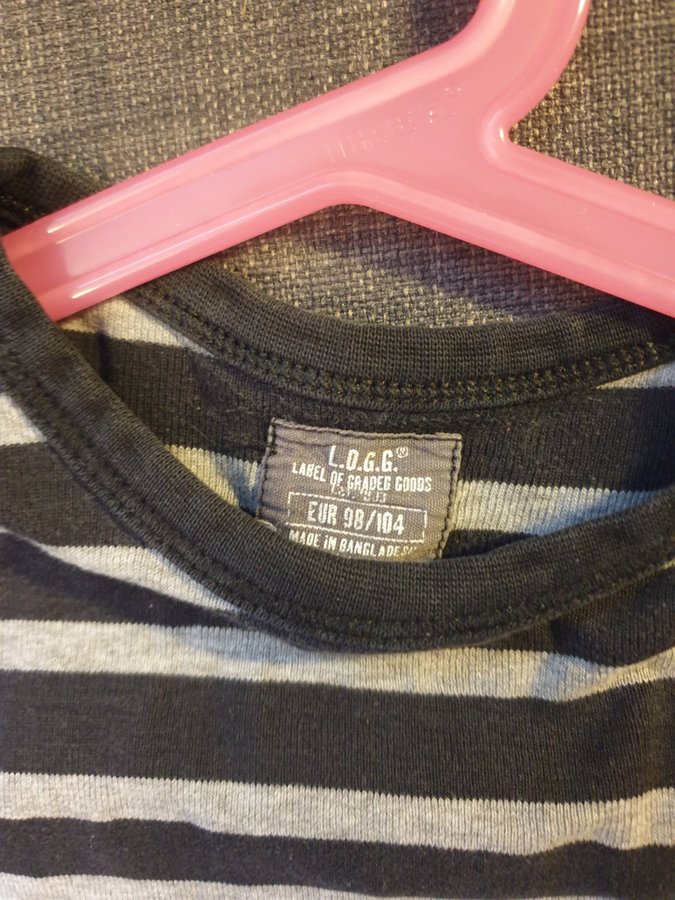 L.O.G.G.®
LABEL OF GRADED GOODS
EUR 98/104
MADE IN BANGLADESH